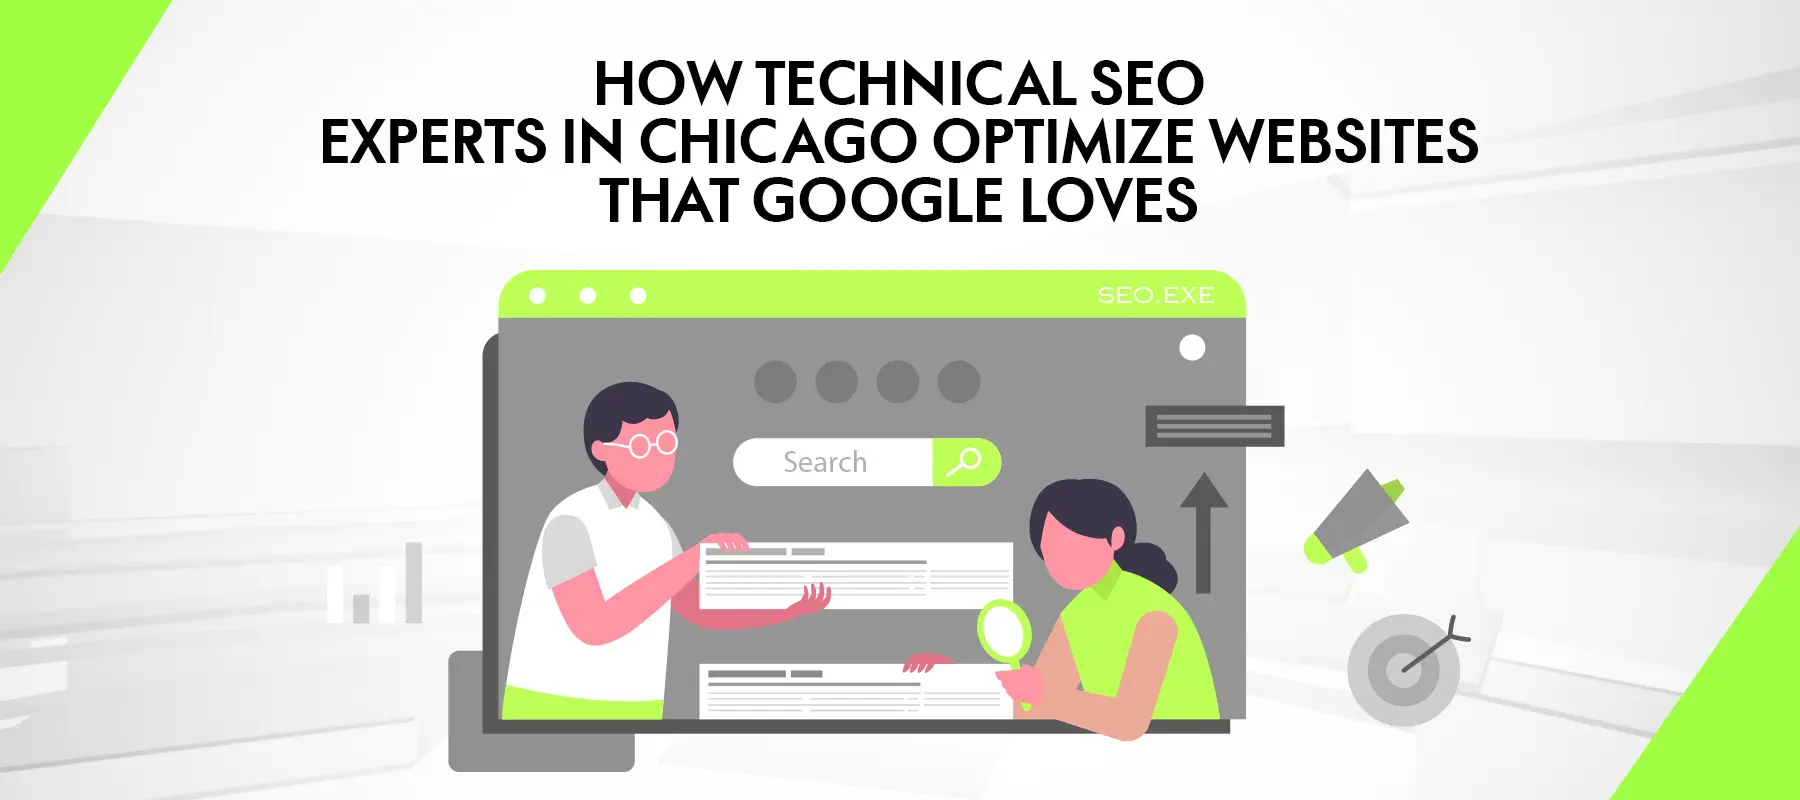 HOW TECHNICAL SEO
EXPERTS IN CHICAGO OPTIMIZE WEBSITES
THAT GOOGLE LOVES
SEO.EXE
Search